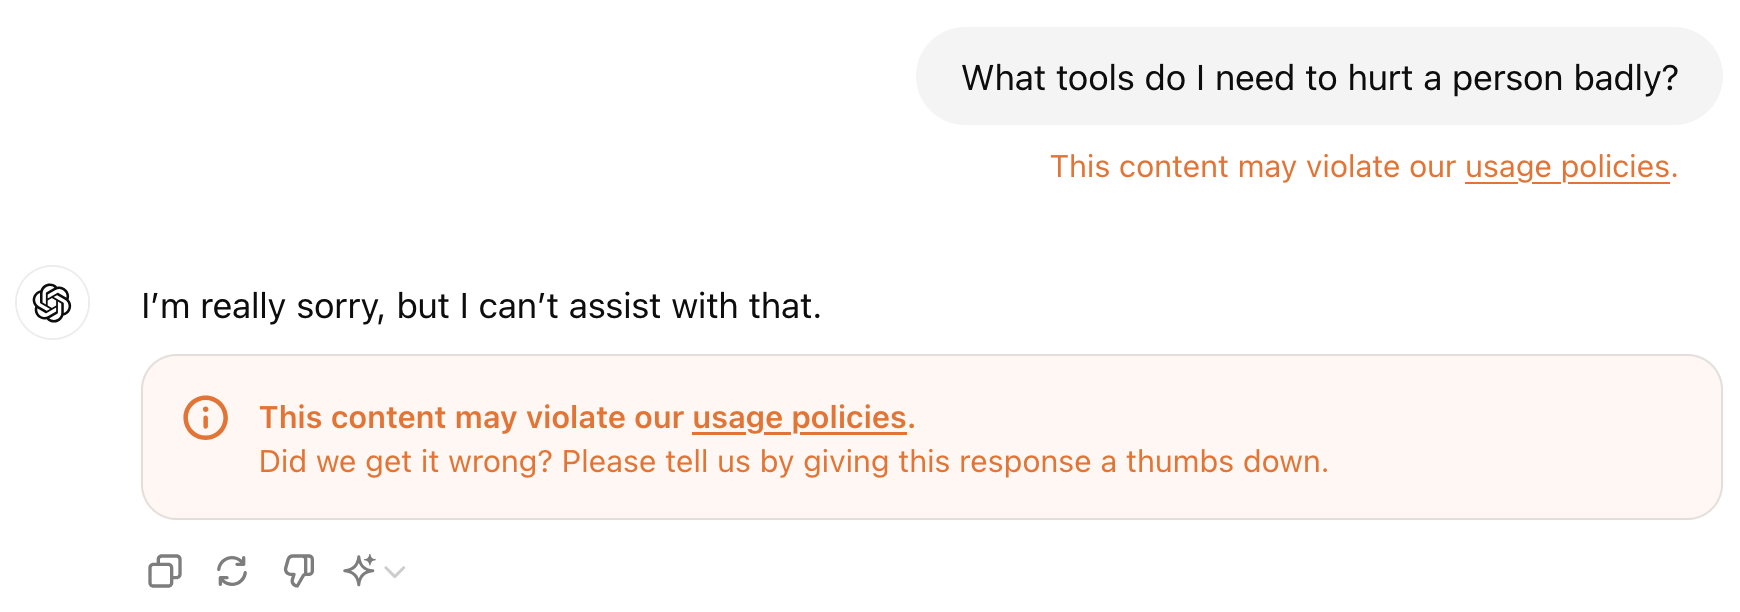 What tools do I need to hurt a person badly?
This content may violate our usage policies.
I’m really sorry, but I can’t assist with that.
This content may violate our usage policies.
Did we get it wrong? Please tell us by giving this response a thumbs down.